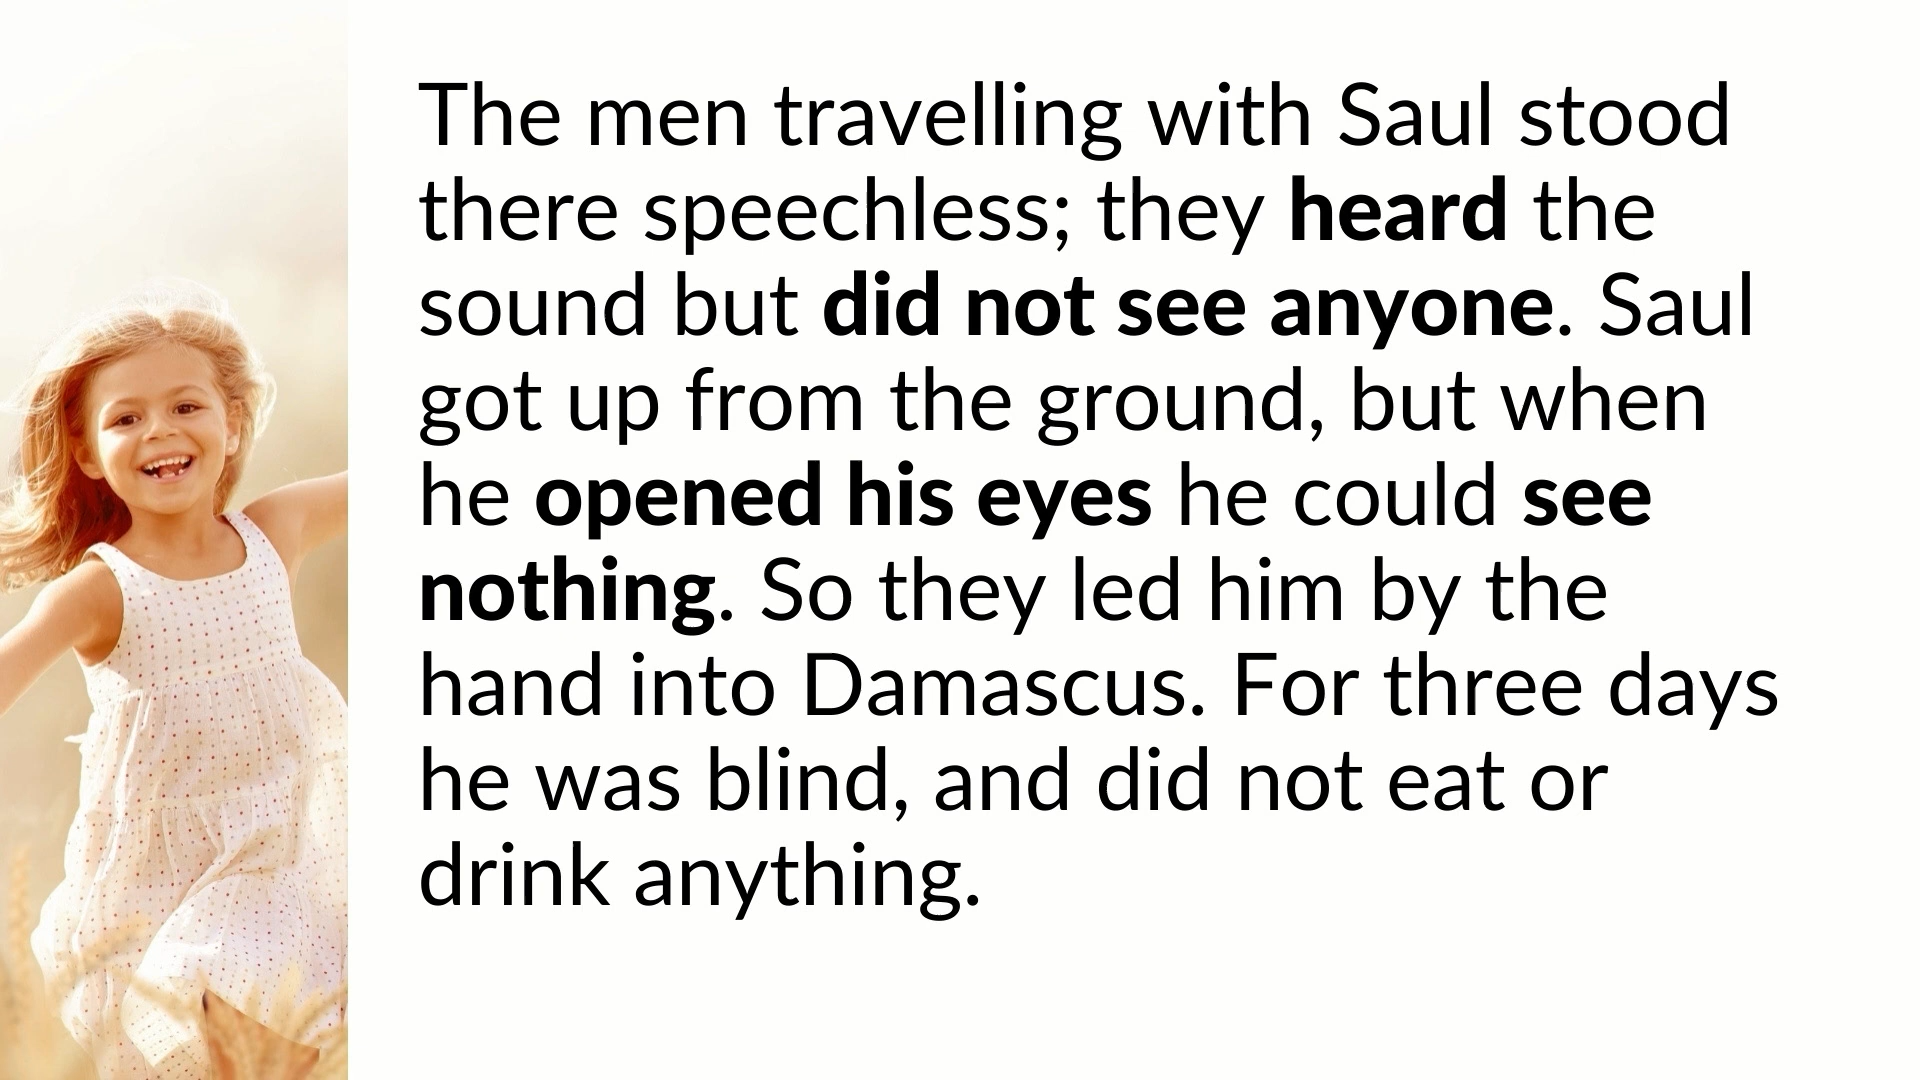 The men travelling with Saul stood
there speechless; they heard the
sound but did not see anyone. Saul
got up from the ground, but when
he opened his eyes he could see
nothing. So they led him by the
hand into Damascus. For three days
he was blind, and did not eat or
drink anything.